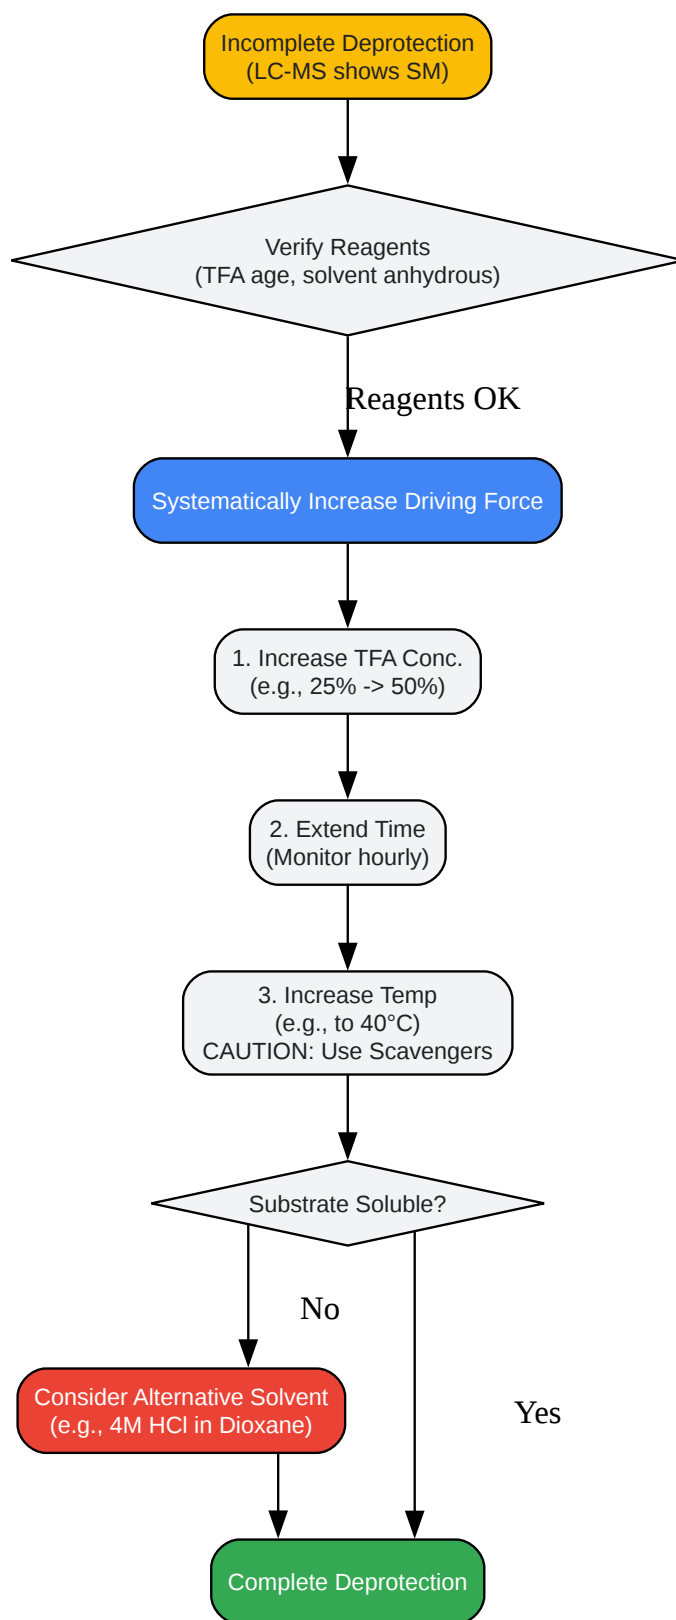 Incomplete Deprotection
(LC-MS shows SM)
Verify Reagents
(TFA age, solvent anhydrous)
Reagents OK
Systematically Increase Driving Force
1. Increase TFA Conc.
(e.g., 25% -> 50%)
2. Extend Time
(Monitor hourly)
3. Increase Temp
(e.g., to 40°C)
CAUTION: Use Scavengers
Substrate Soluble?
No
Consider Alternative Solvent
(e.g., 4M HCl in Dioxane)
Yes
Complete Deprotection